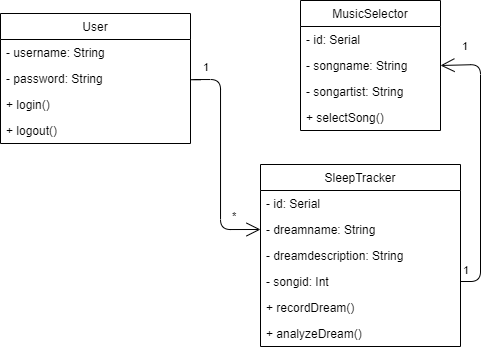 User
- username: String
- password: String
+ login()
+ logout()
1
*
MusicSelector
- id: Serial
- songname: String
- songartist: String
+ selectSong()
1
SleepTracker
- id: Serial
- dreamname: String
- dreamdescription: String
- songid: Int
+ recordDream()
+ analyzeDream()
1